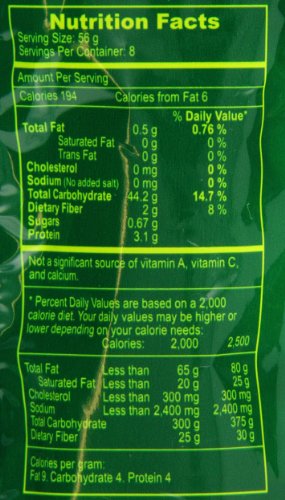 Nutrition Facts
Serving Size: 56 g
Servings Per Container: 8
Amount Per Serving
Calories 194 Calories from Fat 6
% Daily Value*
Total Fat 0.5 g 0.76 %
Saturated Fat 0 g 0 %
Trans Fat 0 g 0 %
Cholesterol 0 mg 0 %
Sodium (No added salt) 0 mg 0 %
Total Carbohydrate 44.2 g 14.7 %
Dietary Fiber 2 g 8 %
Sugars 0.67 g
Protein 3.1 g
Not a significant source of vitamin A, vitamin C,
and calcium.
* Percent Daily Values are based on a 2,000
calorie diet. Your daily values may be higher or
lower depending on your calorie needs:
Calories: 2,000 2,500
Total Fat Less than 65 g 80 g
Saturated Fat Less than 20 g 25 g
Cholesterol Less than 300 mg 300 mg
Sodium Less than 2,400 mg 2,400 mg
Total Carbohydrate 300 g 375 g
Dietary Fiber 25 g 30 g
Calories per gram:
Fat 9. Carbohydrate 4. Protein 4